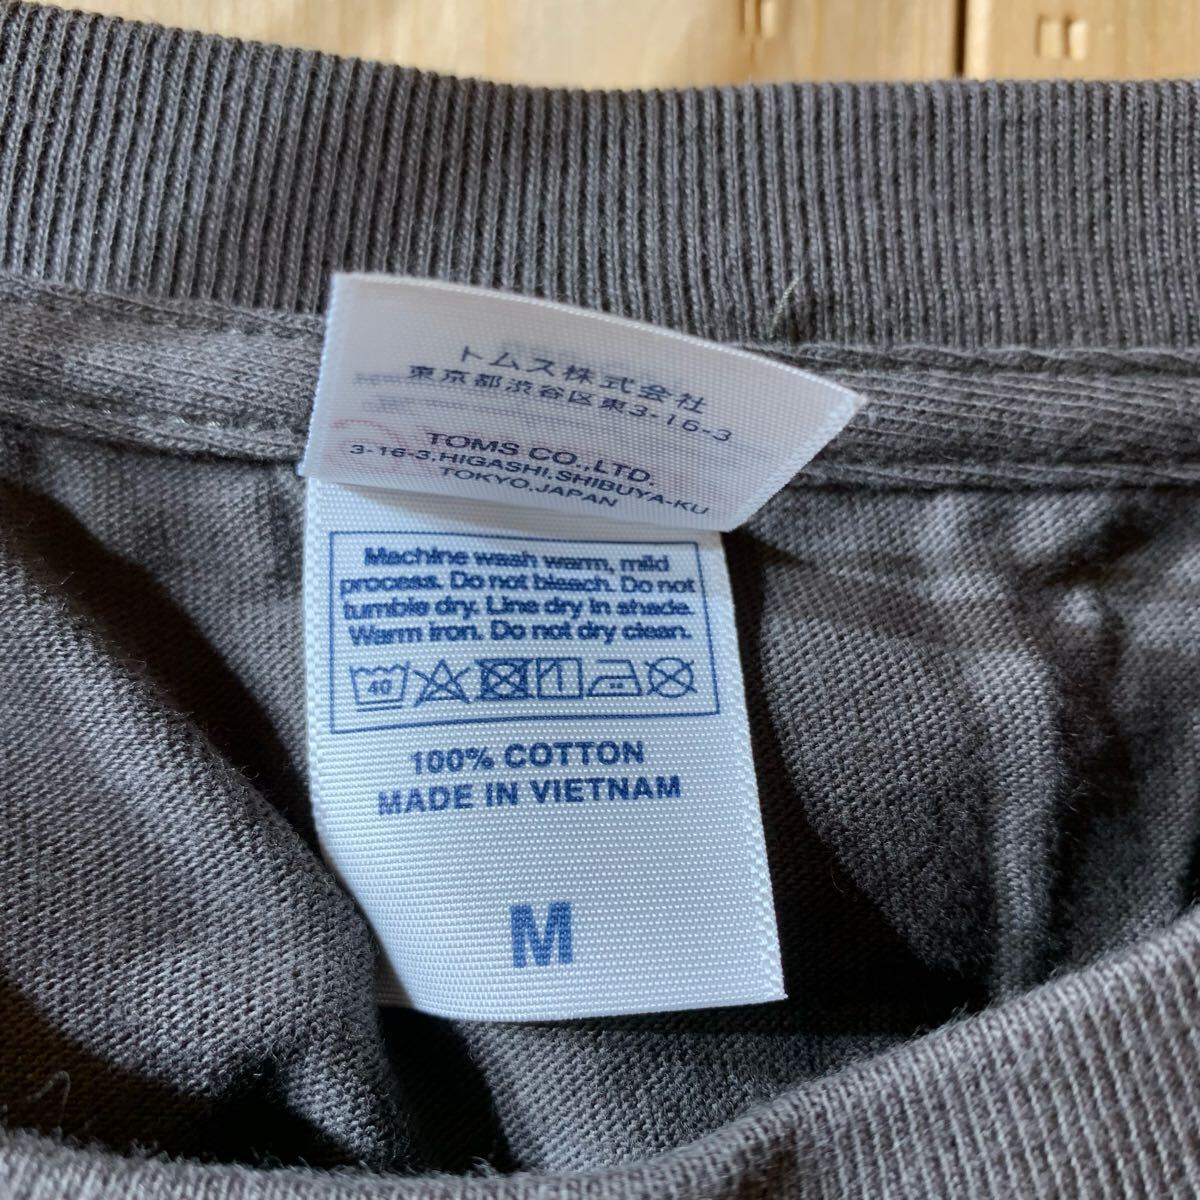 トムス株式会社
東京都渋谷区東3-16-3
TOMS CO.,LTD.
3-16-3.HIGASHI.SHIBUYA-KU
TOKYO.JAPAN
Machine wash warm, mild
process. Do not bleach. Do not
tumble dry. Line dry in shade.
Warm iron. Do not dry clean.
40
100% COTTON
MADE IN VIETNAM
M